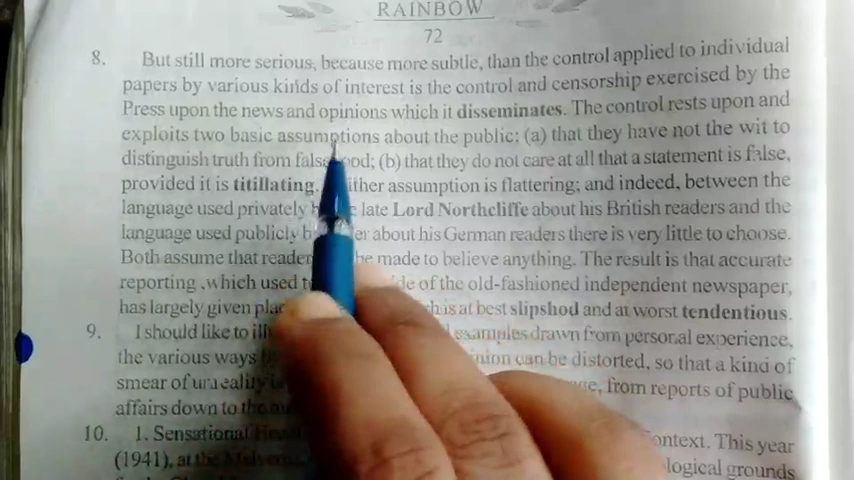 RAINBOW
72
8. But still more serious, because more subtle, than the control applied to individual
papers by various kinds of interest is the control and censorship exercised by the
Press upon the news and opinions which it disseminates. The control rests upon and
exploits two basic assumptions about the public: (a) that they have not the wit to
distinguish truth from falsehood; (b) that they do not care at all that a statement is false,
provided it is titillating. ither assumption is flattering; and indeed, between the
language used privately late Lord Northcliffe about his British readers and the
language used publicly er about his German readers there is very little to choose.
Both assume that reader be made to believe anything. The result is that accurate
reporting ,which used t de of the old-fashioned independent newspaper,
has largely given plac h is at best slipshod and at worst tendentious.
9. I should like to ill examples drawn from personal experience,
the various ways inion can be distorted, so that a kind of
smear of unreality is from reports of public
affairs down to the
10. 1. Sensational ontext. This year
(1941), at the ological grounds